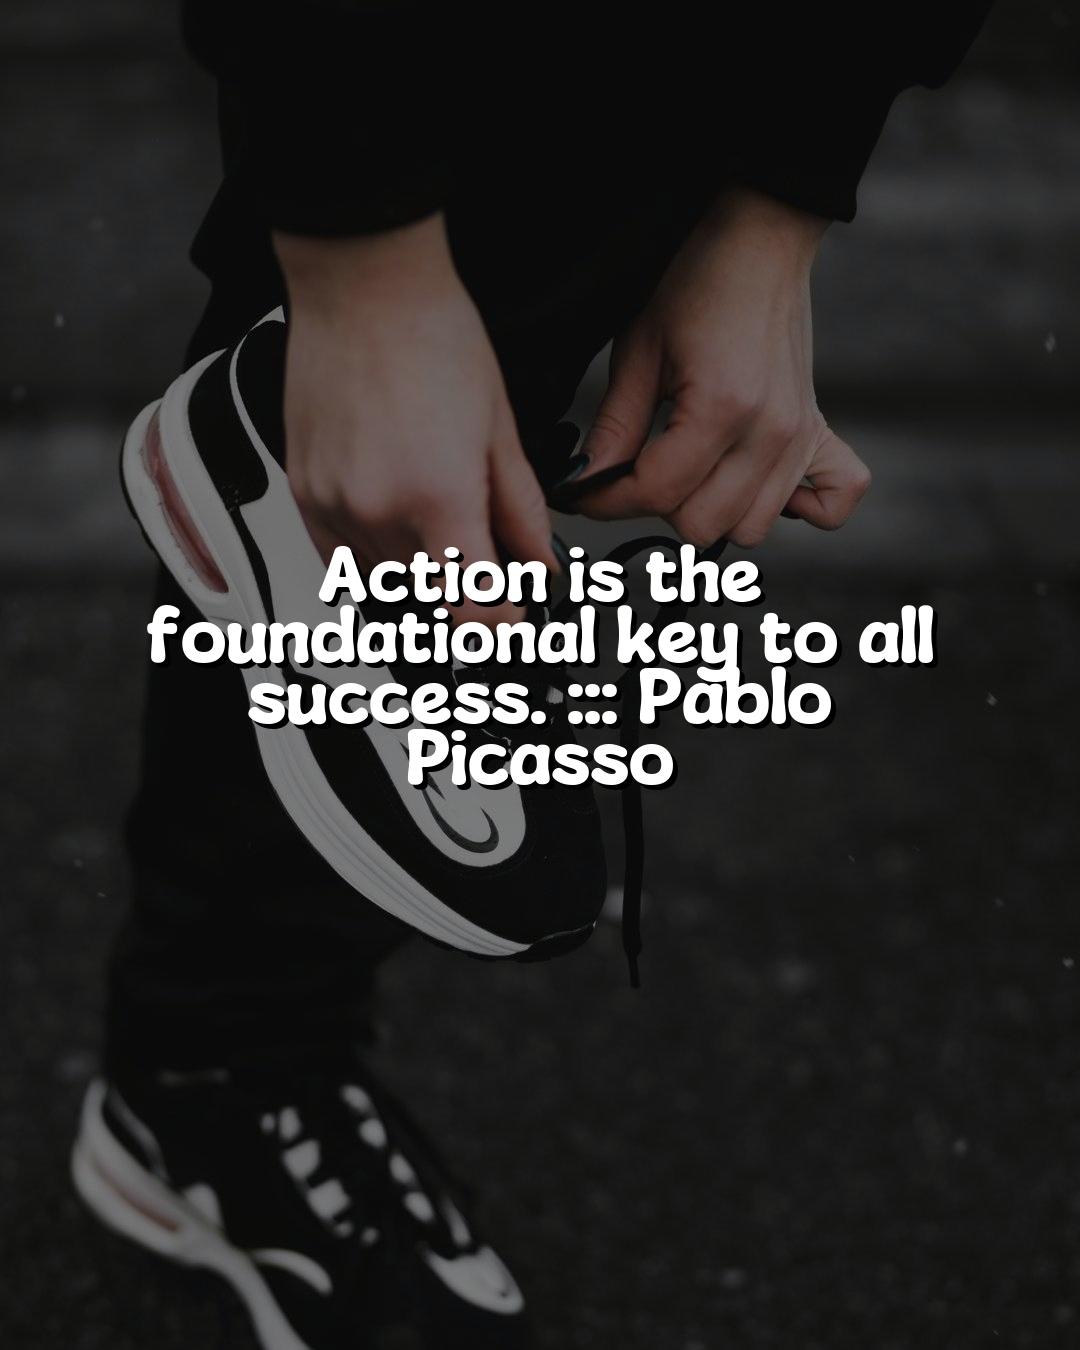 Action is the
foundational key to all
success. ::: Pablo
Picasso